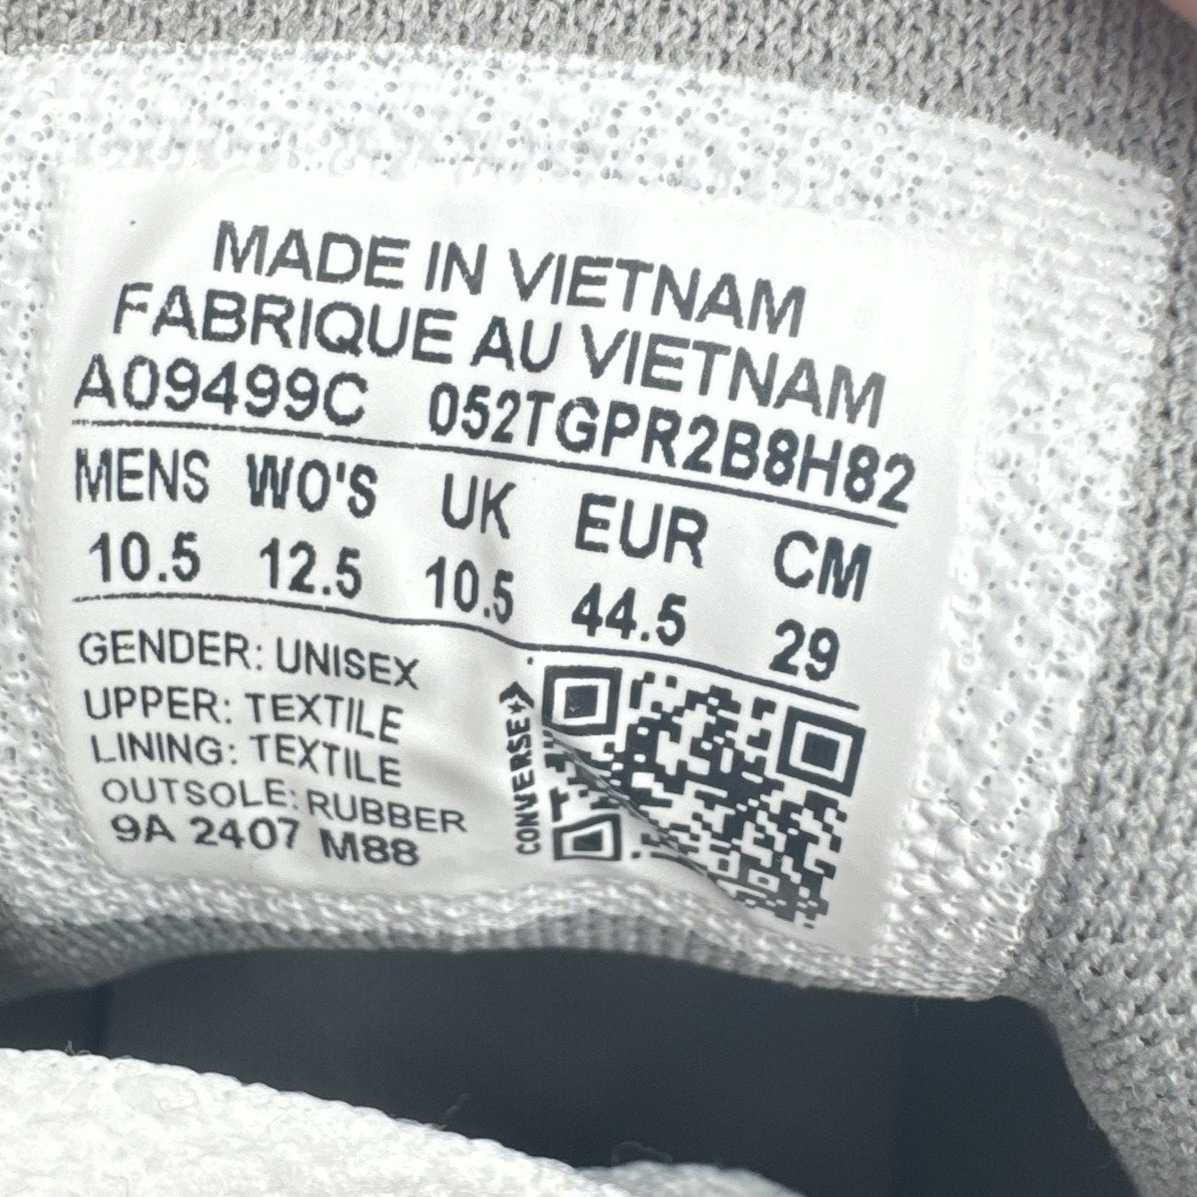 MADE IN VIETNAM
FABRIQUE AU VIETNAM
A09499C 052TGPR2B8H82
MENS WO'S UK EUR CM
10.5 12.5 10.5 44.5 29
GENDER: UNISEX
UPPER: TEXTILE
LINING: TEXTILE
OUTSOLE: RUBBER
9A 2407 M88
CONVERSE